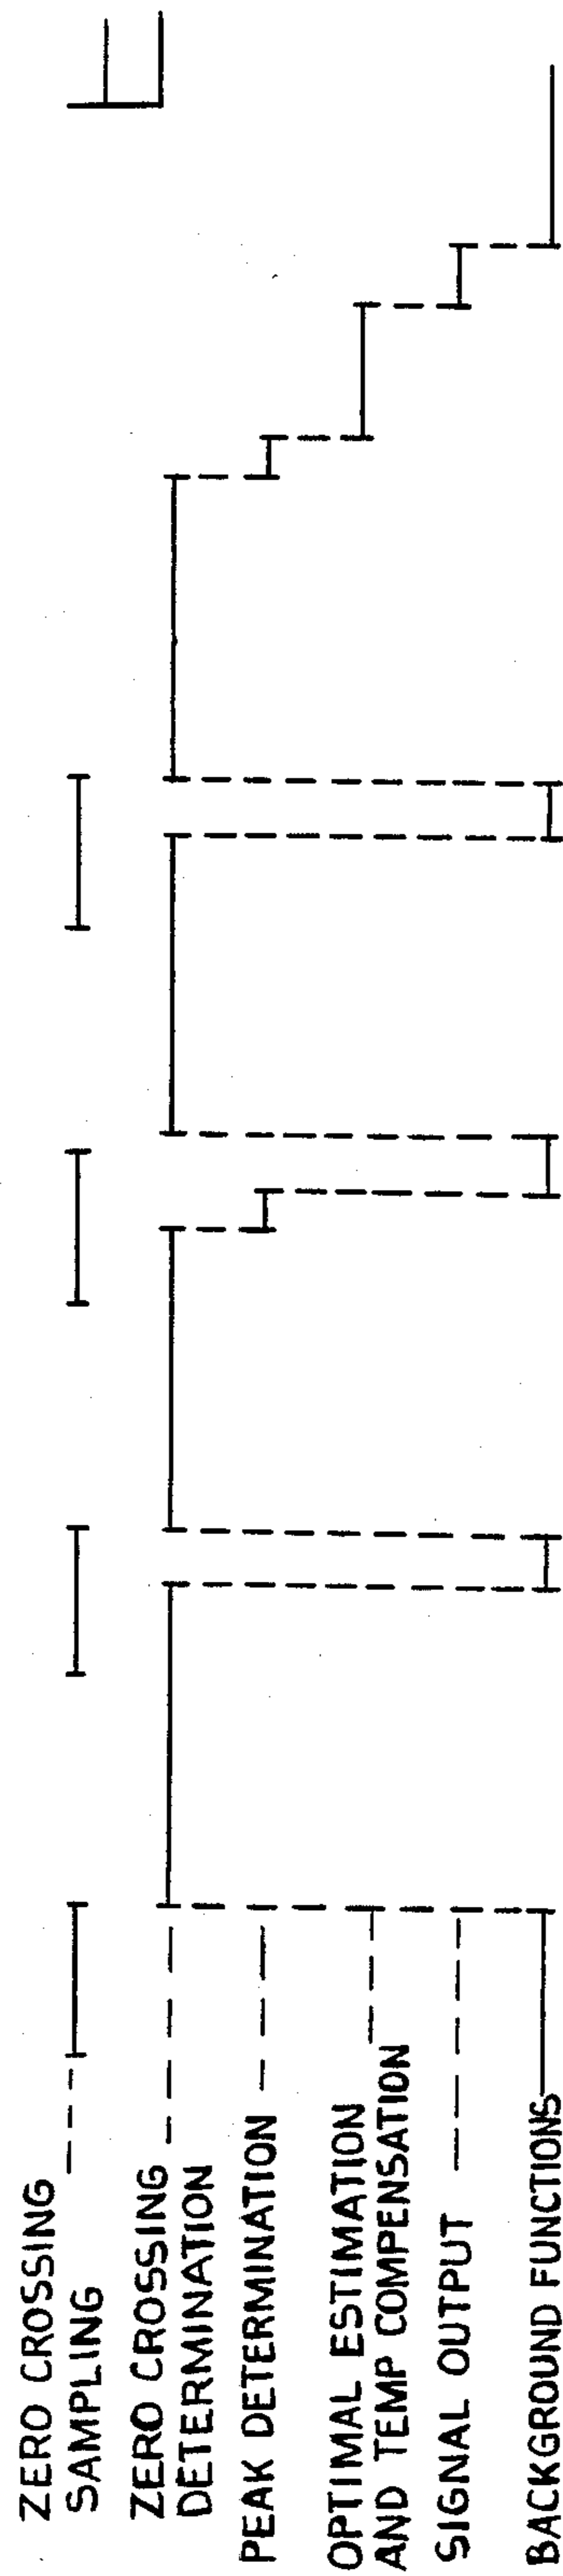 ZERO CROSSING
SAMPLING
ZERO CROSSING
DETERMINATION
PEAK DETERMINATION
OPTIMAL ESTIMATION
AND TEMP COMPENSATION
SIGNAL OUTPUT
BACKGROUND FUNCTIONS